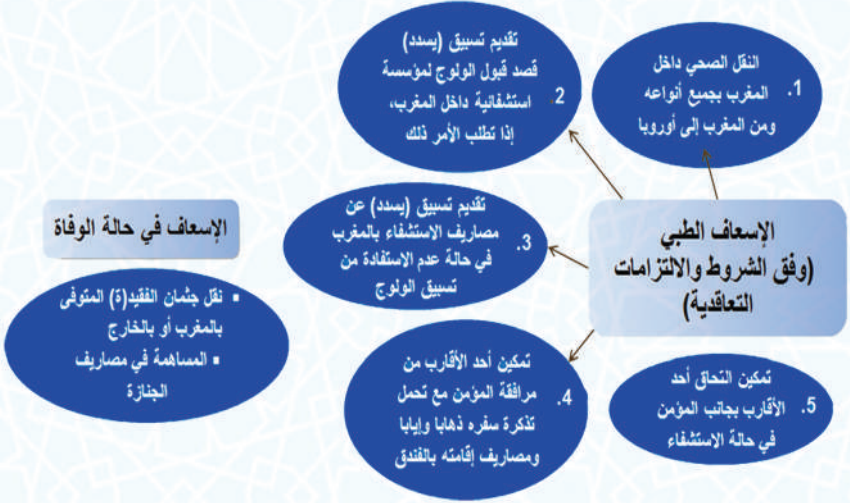 الإسعاف الطبي
(وفق الشروط والالتزامات
التعاقدية)
1. النقل الصحي داخل
المغرب بجميع أنواعه
ومن المغرب إلى أوروبا
2. تقديم تسبيق (يسدد)
قصد قبول الولوج لمؤسسة
استشفائية داخل المغرب،
إذا تطلب الأمر ذلك
3. تقديم تسبيق (يسدد) عن
مصاريف الاستشفاء بالمغرب
في حالة عدم الاستفادة من
تسبيق الولوج
4. تمكين أحد الأقارب من
مرافقة المؤمن مع تحمل
تذكرة سفره ذهابا وإيابا
ومصاريف إقامته بالفندق
5. تمكين التحاق أحد
الأقارب بجانب المؤمن
في حالة الاستشفاء
الإسعاف في حالة الوفاة
▪ نقل جثمان الفقيد(ة) المتوفى
بالمغرب أو بالخارج
▪ المساهمة في مصاريف
الجنازة